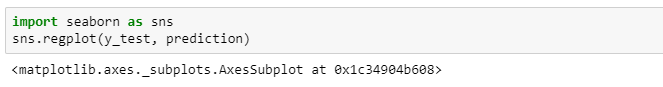 import seaborn as sns
sns.regplot(y_test, prediction)
<matplotlib.axes._subplots.AxesSubplot at 0x1c34904b608>